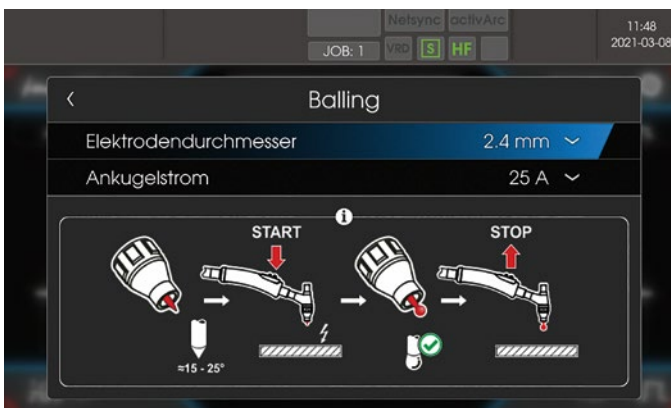 Netsync activArc
11:48
JOB: 1 VRD S HF
2021-03-08
Balling
Elektrodendurchmesser 2.4 mm
Ankugelstrom 25 A
START
STOP
≈15 - 25°